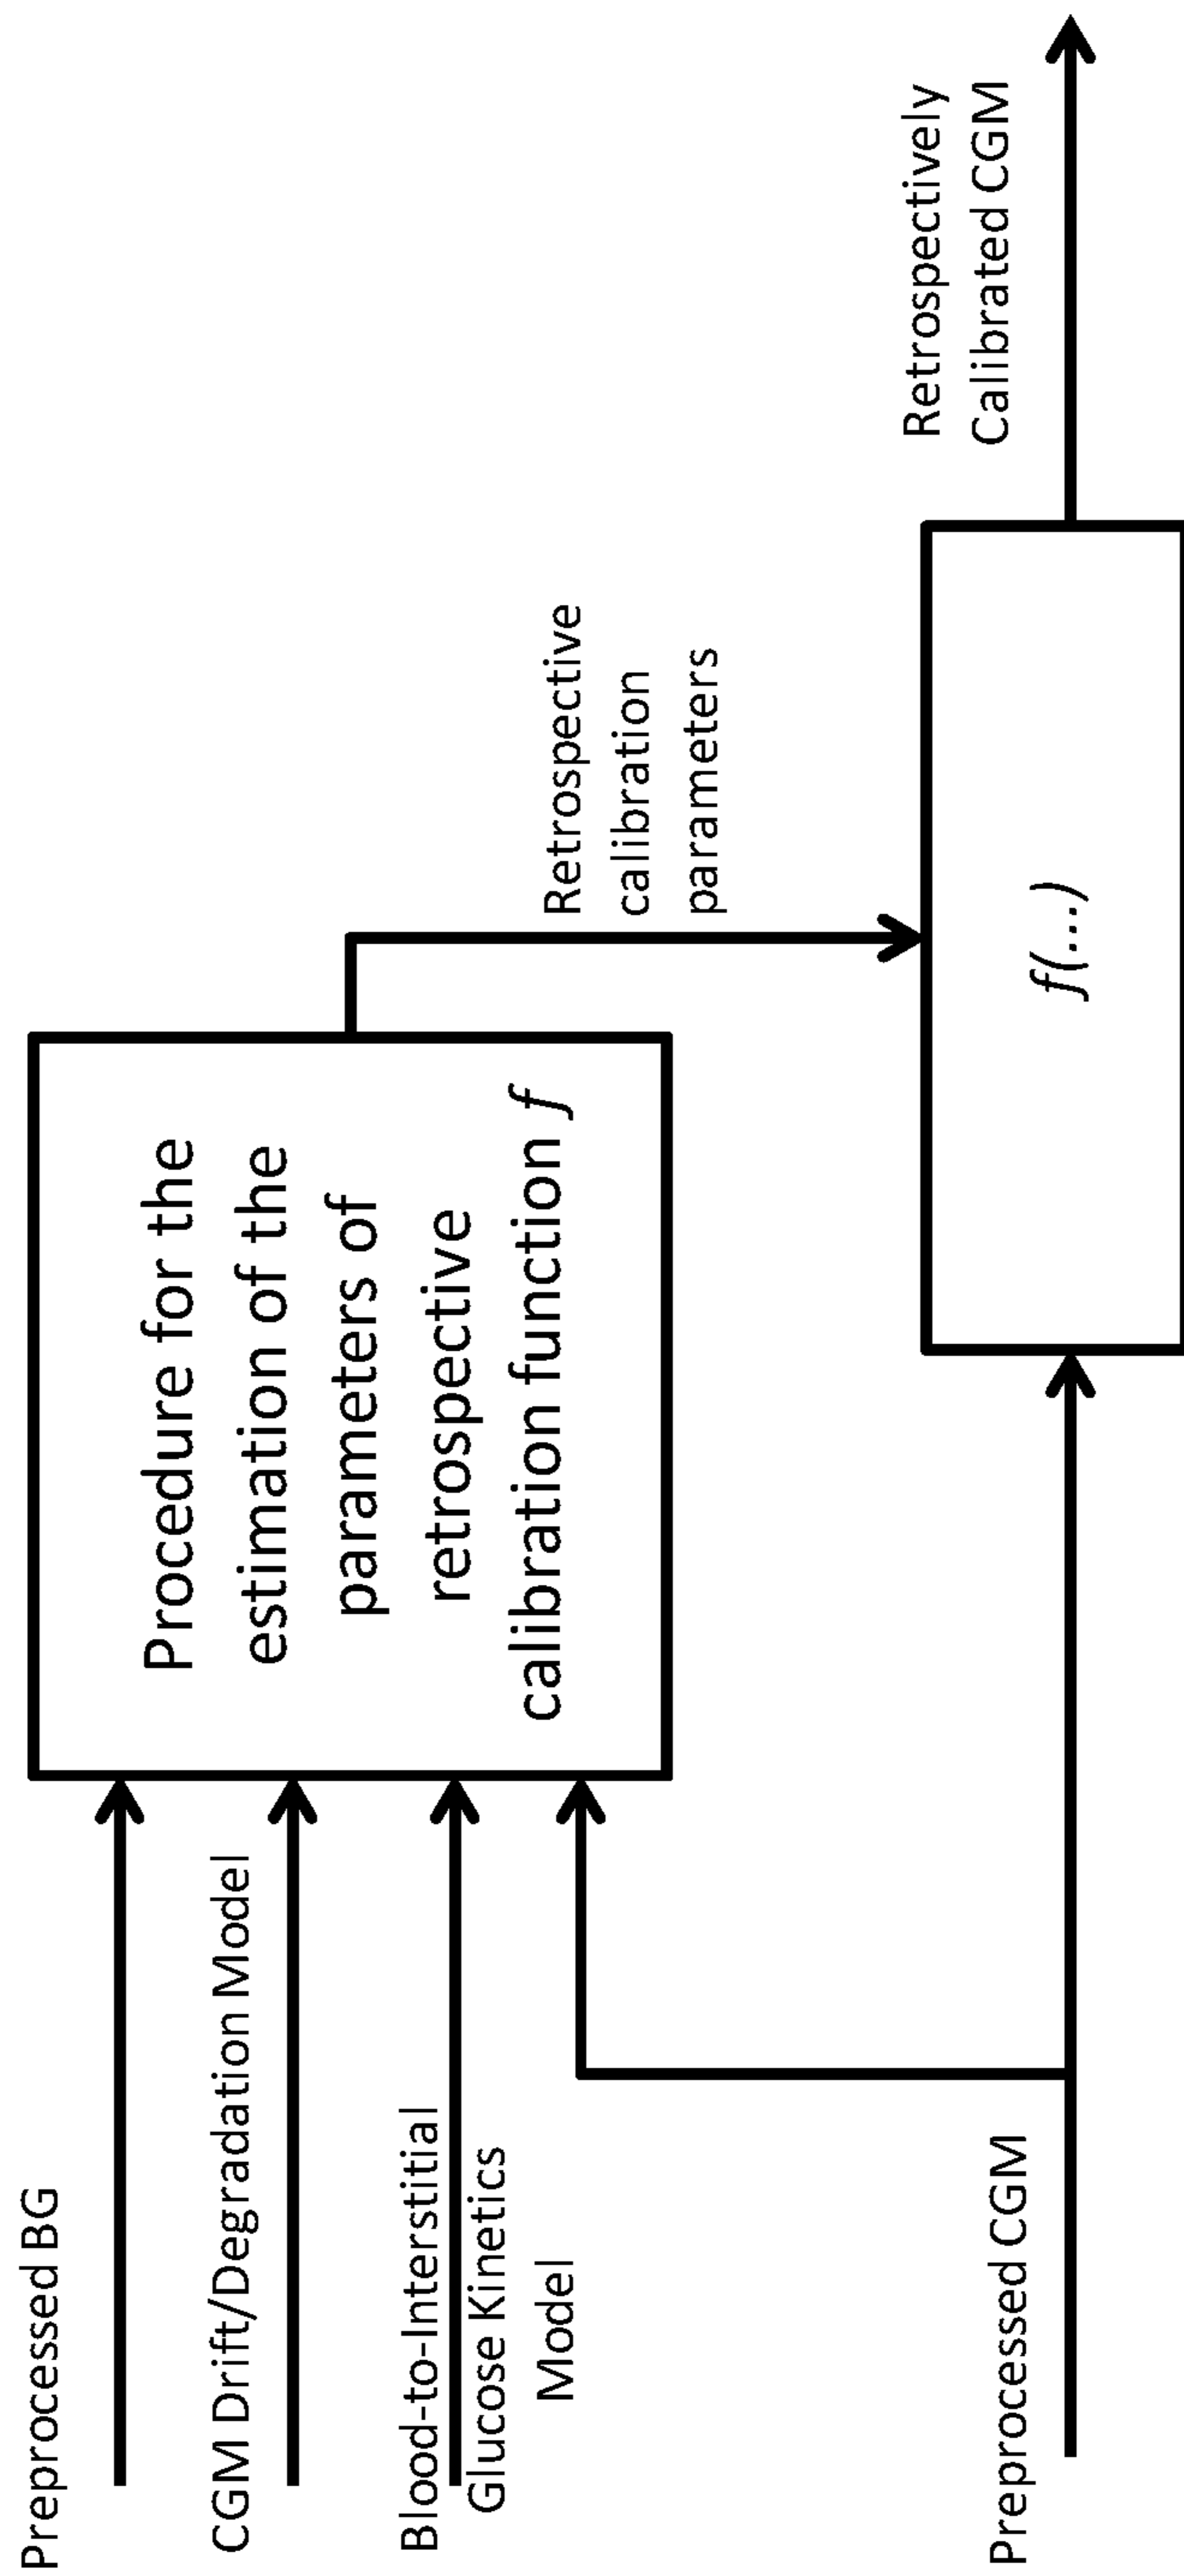 Preprocessed BG
CGM Drift/Degradation Model
Blood-to-Interstitial
Glucose Kinetics
Model
Preprocessed CGM
Procedure for the
estimation of the
parameters of
retrospective
calibration function f
Retrospective
calibration
parameters
f(...)
Retrospectively
Calibrated CGM